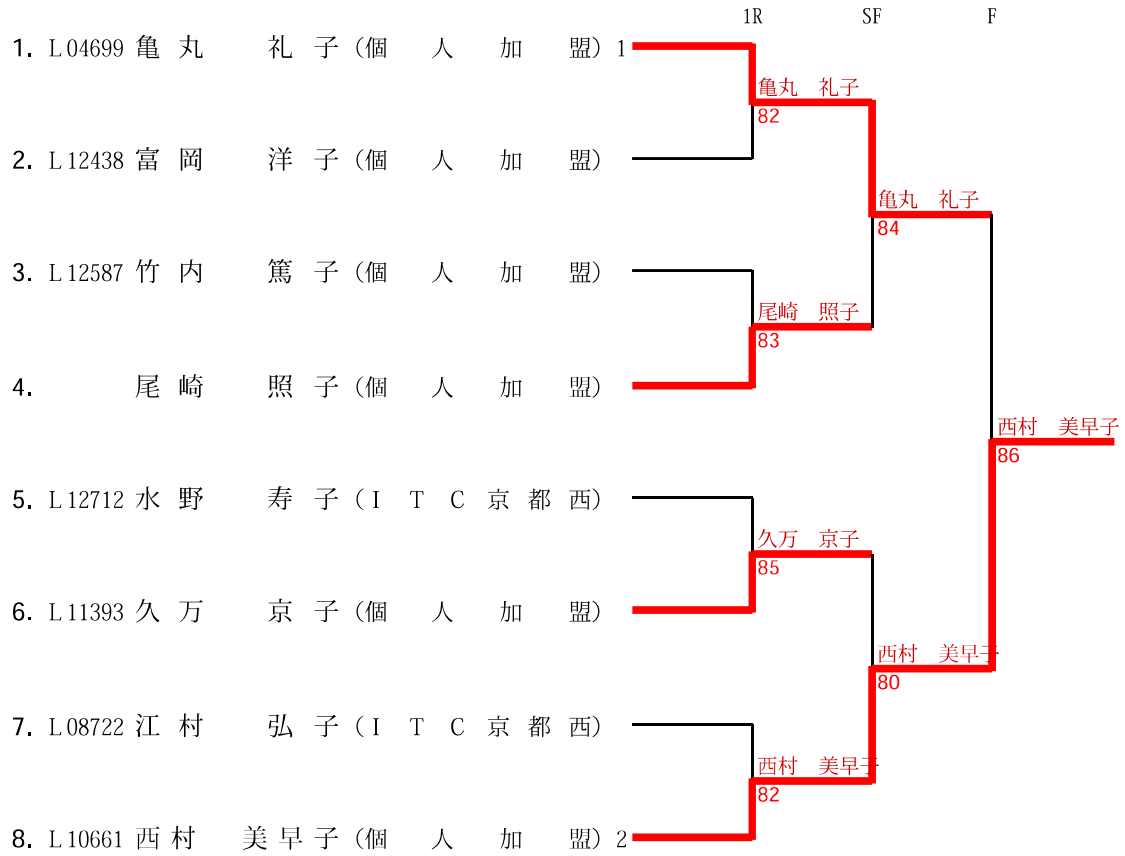 1R SF F
1. L04699 亀丸 礼子 (個人加盟) 1
亀丸 礼子
82
2. L12438 富岡 洋子 (個人加盟)
亀丸 礼子
84
3. L12587 竹内 篤子 (個人加盟)
尾崎 照子
83
4. 尾崎 照子 (個人加盟)
西村 美早子
86
5. L12712 水野 寿子 (ITC京都西)
久万 京子
85
6. L11393 久万 京子 (個人加盟)
西村 美早子
80
7. L08722 江村 弘子 (ITC京都西)
西村 美早子
82
8. L10661 西村 美早子 (個人加盟) 2